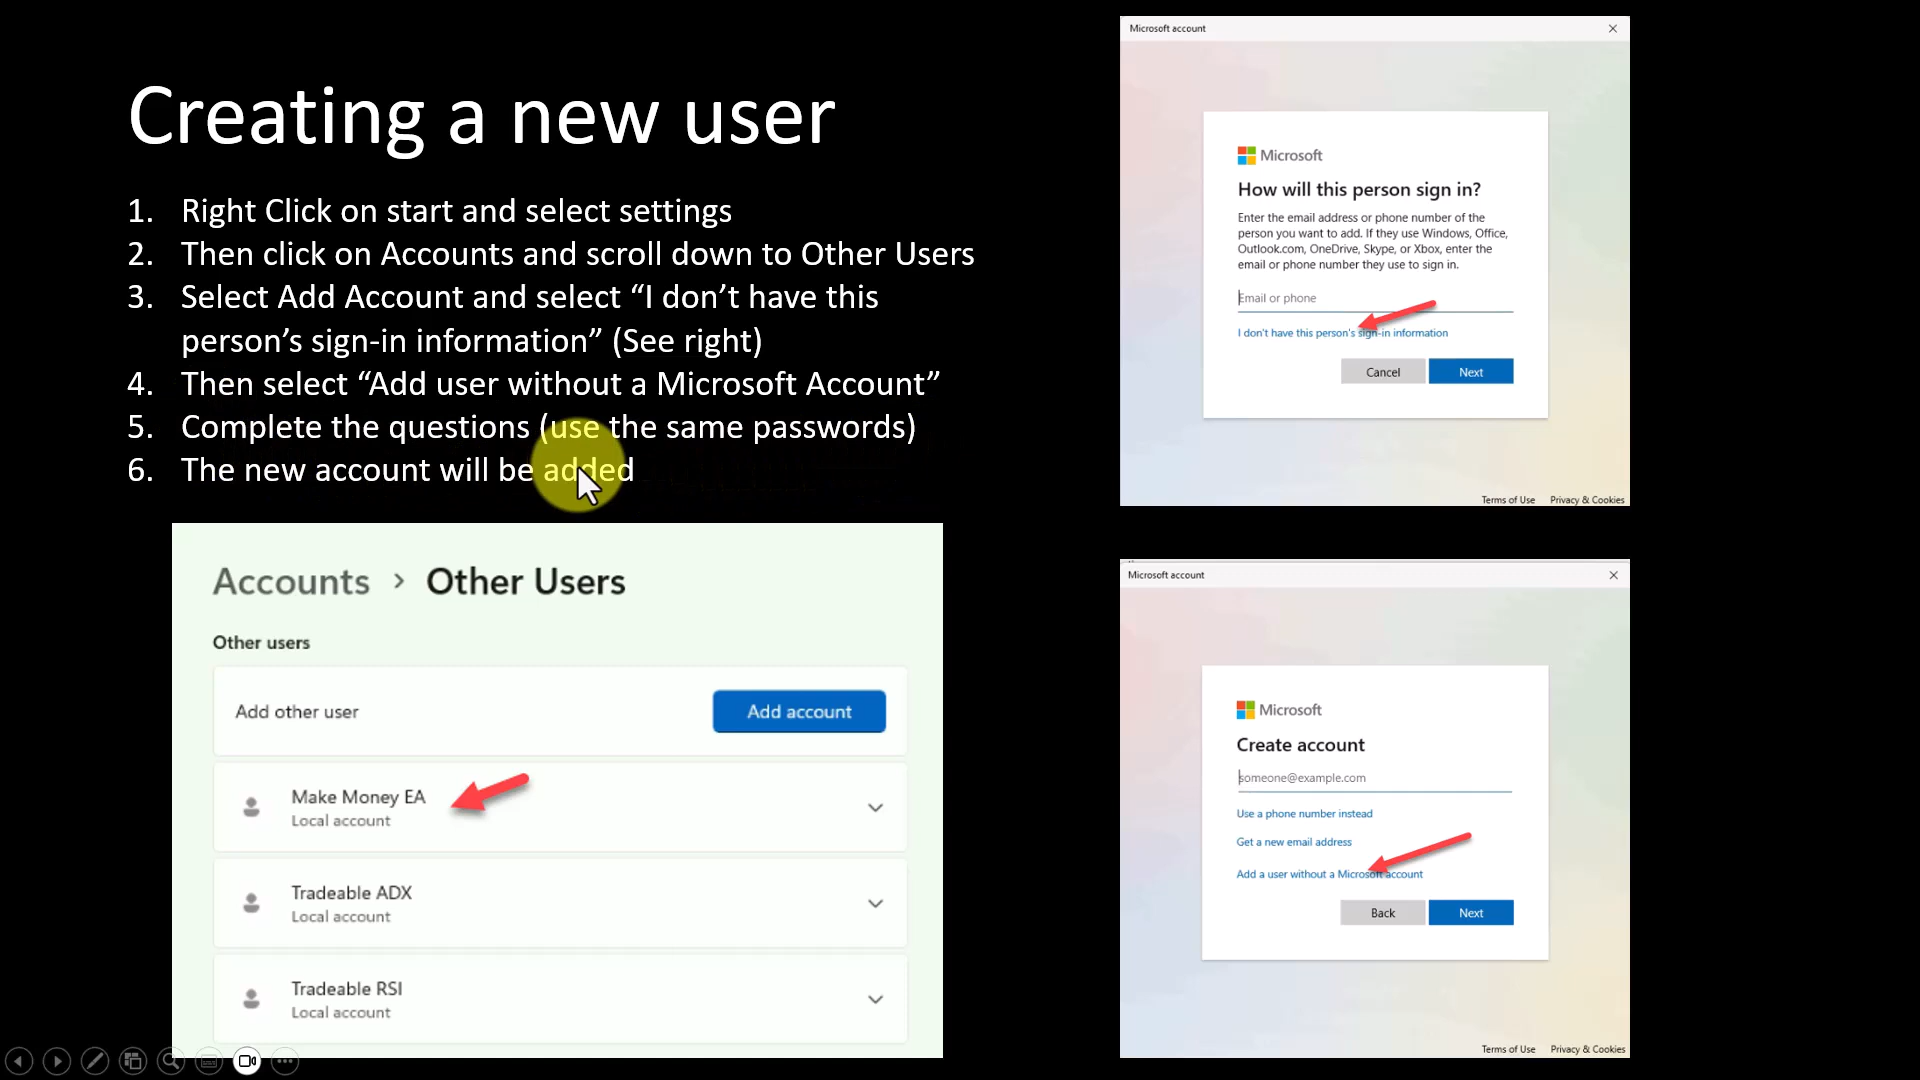 Creating a new user
1. Right Click on start and select settings
2. Then click on Accounts and scroll down to Other Users
3. Select Add Account and select “I don’t have this
person’s sign-in information” (See right)
4. Then select “Add user without a Microsoft Account”
5. Complete the questions (use the same passwords)
6. The new account will be added
Accounts > Other Users
Other users
Add other user
Add account
Make Money EA
Local account
Tradeable ADX
Local account
Tradeable RSI
Local account
Microsoft account
Microsoft
How will this person sign in?
Enter the email address or phone number of the
person you want to add. If they use Windows, Office,
Outlook.com, OneDrive, Skype, or Xbox, enter the
email or phone number they use to sign in.
Email or phone
I don't have this person's sign-in information
Cancel
Next
Terms of Use Privacy & Cookies
Microsoft account
Microsoft
Create account
someone@example.com
Use a phone number instead
Get a new email address
Add a user without a Microsoft account
Back
Next
Terms of Use Privacy & Cookies